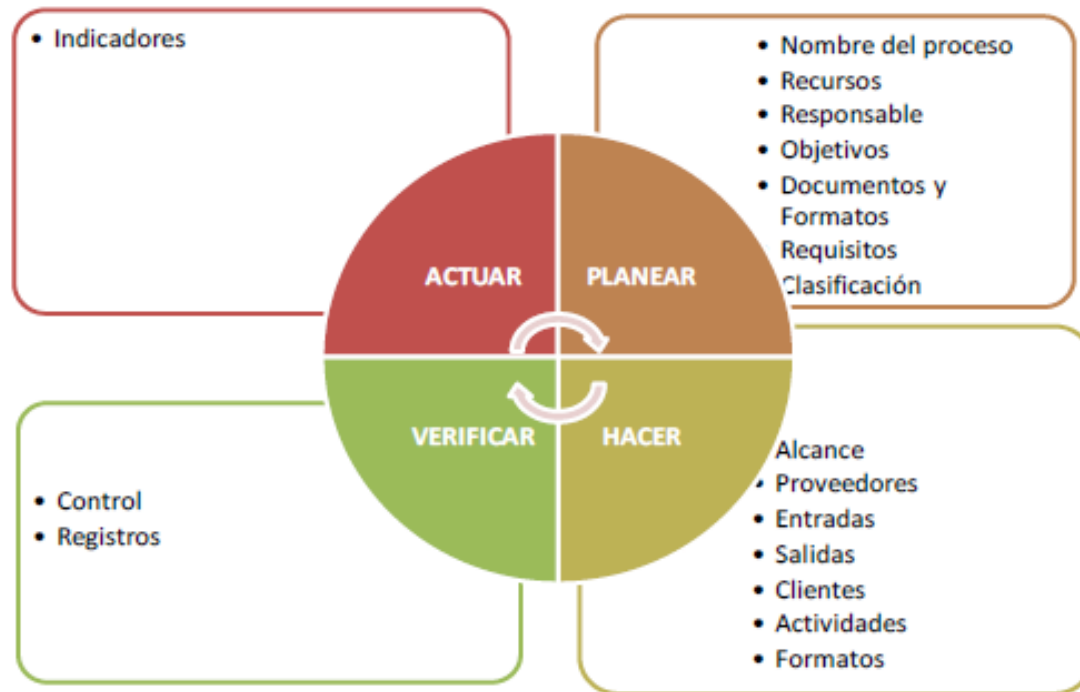 • Indicadores
• Nombre del proceso
• Recursos
• Responsable
• Objetivos
• Documentos y
Formatos
Requisitos
Clasificación
ACTUAR
PLANEAR
VERIFICAR
HACER
• Control
• Registros
Alcance
• Proveedores
• Entradas
• Salidas
• Clientes
• Actividades
• Formatos